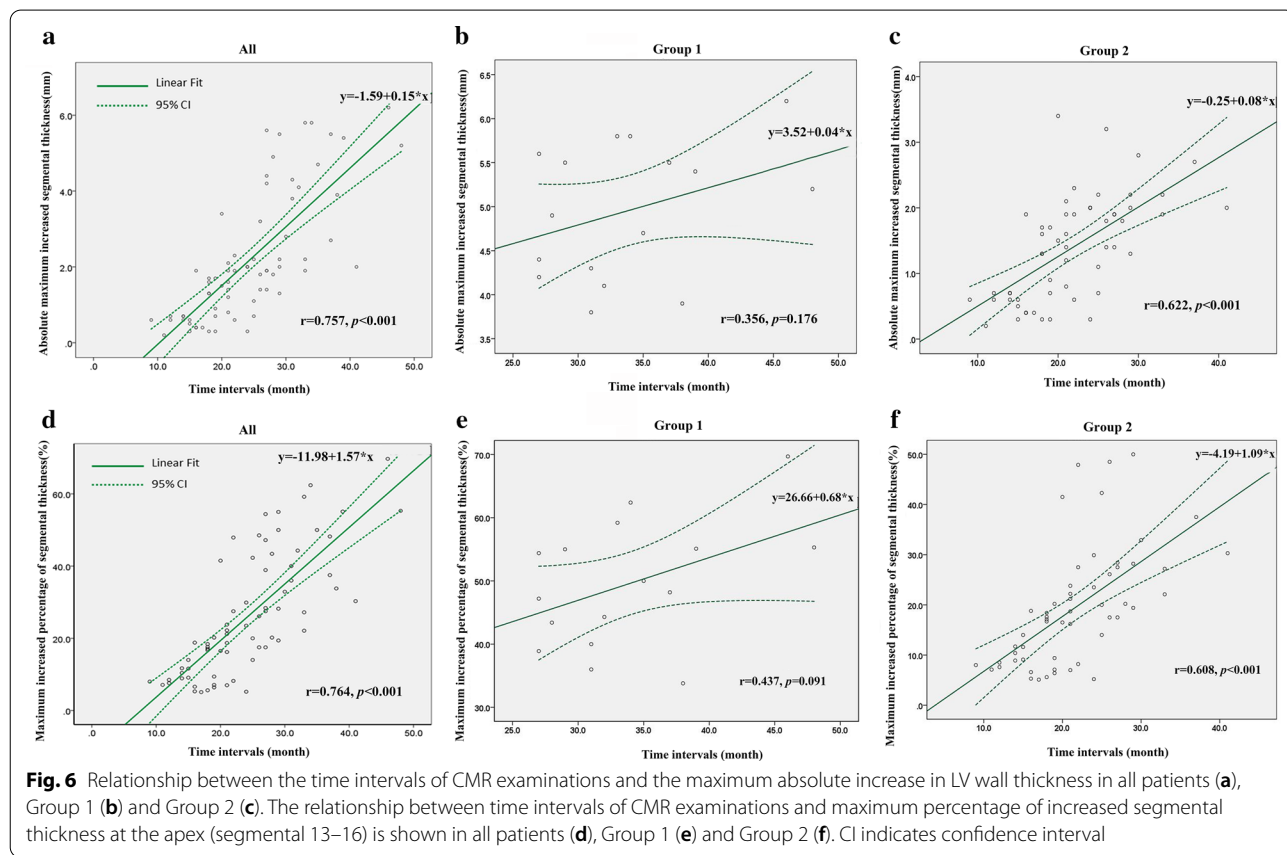 a
All
Absolute maximum increased segmental thickness(mm)
Linear Fit
95% CI
y=-1.59+0.15*x
r=0.757, p<0.001
6.0
4.0
2.0
.0
.0 10.0 20.0 30.0 40.0 50.0
Time intervals (month)
b
Group 1
Absolute maximum increased segmental thickness(mm)
y=3.52+0.04*x
r=0.356, p=0.176
6.5
6.0
5.5
5.0
4.5
4.0
3.5
25.0 30.0 35.0 40.0 45.0 50.0
Time intervals (month)
c
Group 2
Absolute maximum increased segmental thickness(mm)
y=-0.25+0.08*x
r=0.622, p<0.001
4.0
3.0
2.0
1.0
.0
10.0 20.0 30.0 40.0
Time intervals (month)
d
All
Maximum increased percentage of segmental thickness(%)
Linear Fit
95% CI
y=-11.98+1.57*x
r=0.764, p<0.001
60.0
40.0
20.0
.0
.0 10.0 20.0 30.0 40.0 50.0
Time intervals (month)
e
Group 1
Maximum increased percentage of segmental thickness(%)
y=26.66+0.68*x
r=0.437, p=0.091
70.0
60.0
50.0
40.0
30.0
25.0 30.0 35.0 40.0 45.0 50.0
Time intervals (month)
f
Group 2
Maximum increased percentage of segmental thickness(%)
y=-4.19+1.09*x
r=0.608, p<0.001
50.0
40.0
30.0
20.0
10.0
.0
10.0 20.0 30.0 40.0
Time intervals (month)
Fig. 6 Relationship between the time intervals of CMR examinations and the maximum absolute increase in LV wall thickness in all patients (a),
Group 1 (b) and Group 2 (c). The relationship between time intervals of CMR examinations and maximum percentage of increased segmental
thickness at the apex (segmental 13–16) is shown in all patients (d), Group 1 (e) and Group 2 (f). CI indicates confidence interval